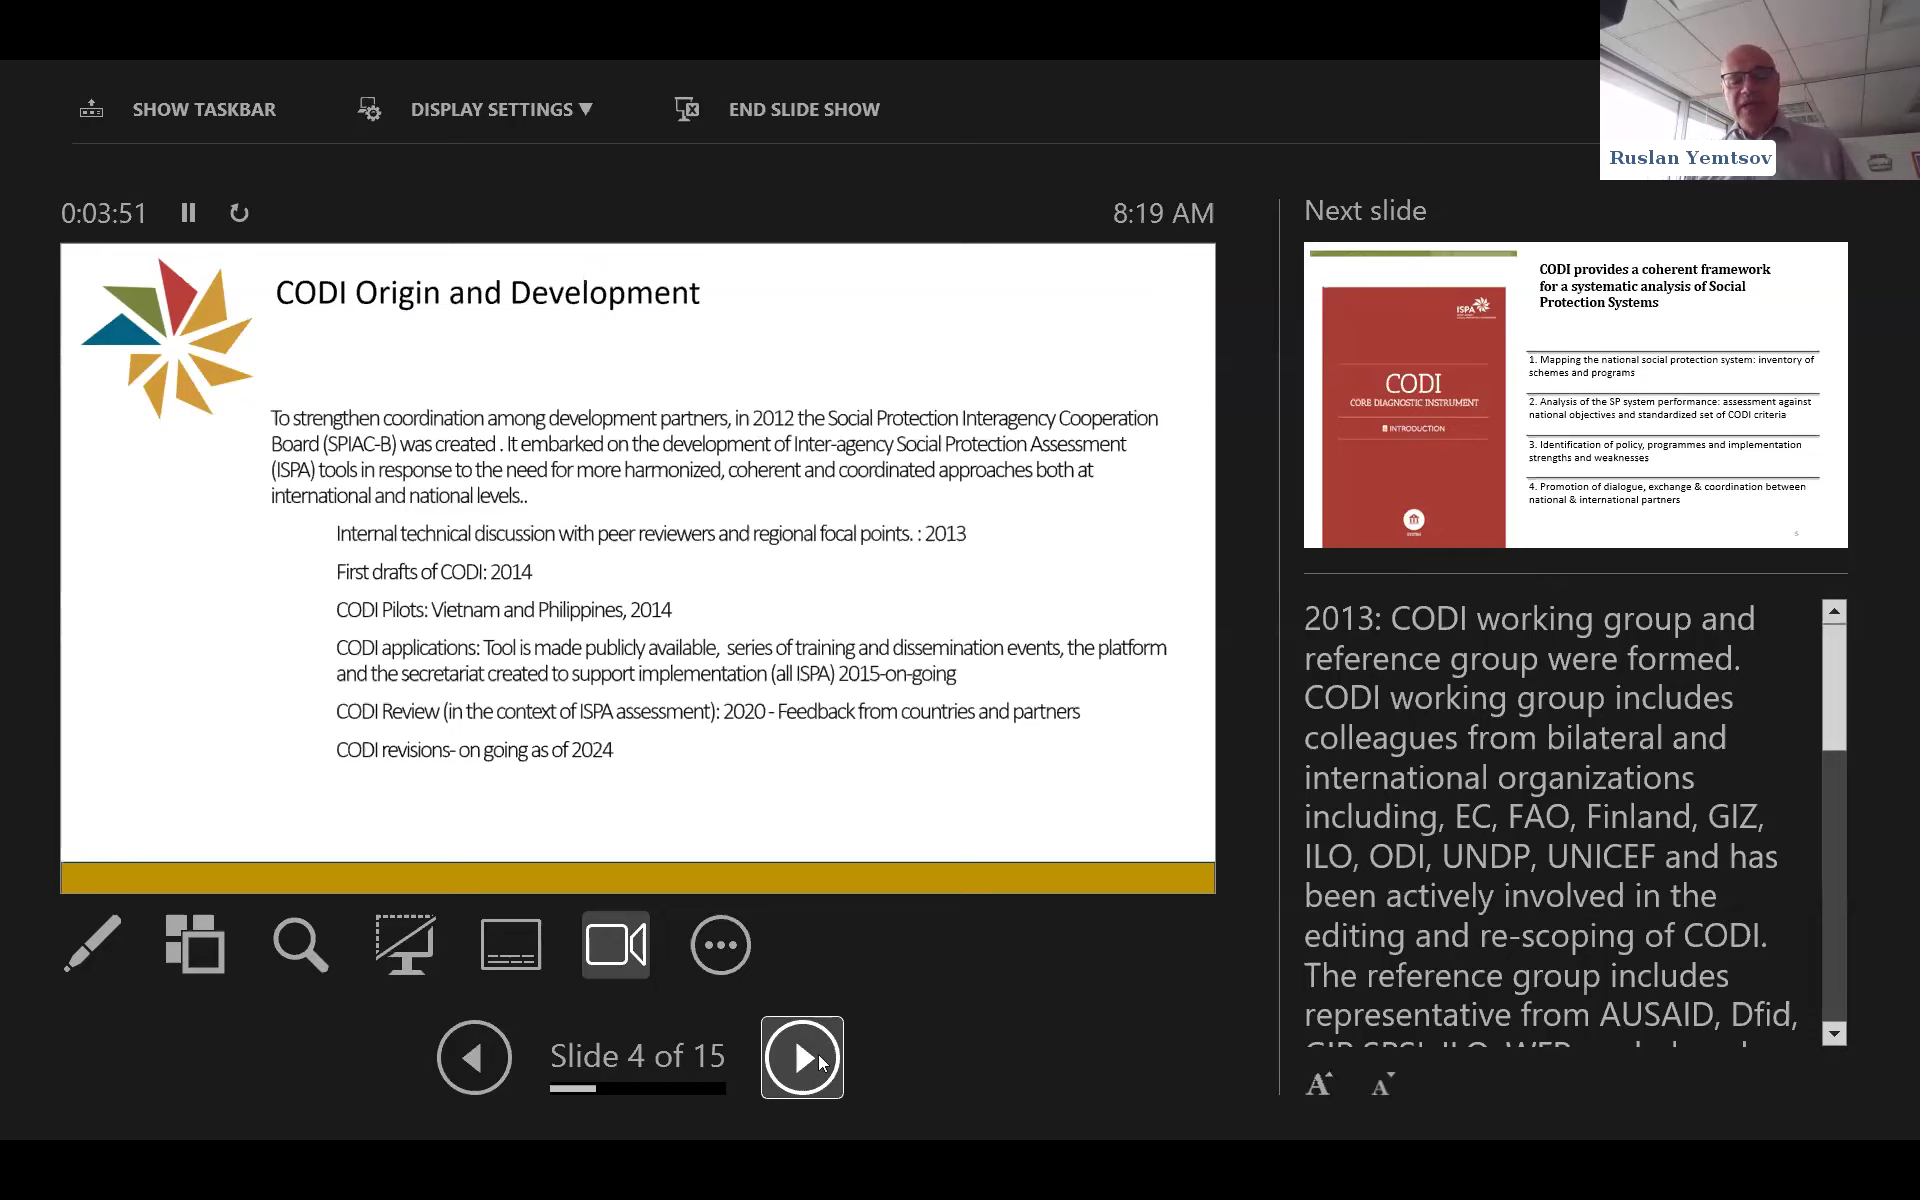 SHOW TASKBAR
DISPLAY SETTINGS ▼
END SLIDE SHOW
Ruslan Yemtsov
0:03:51
8:19 AM
CODI Origin and Development
To strengthen coordination among development partners, in 2012 the Social Protection Interagency Cooperation
Board (SPIAC-B) was created . It embarked on the development of Inter-agency Social Protection Assessment
(ISPA) tools in response to the need for more harmonized, coherent and coordinated approaches both at
international and national levels..
Internal technical discussion with peer reviewers and regional focal points. : 2013
First drafts of CODI: 2014
CODI Pilots: Vietnam and Philippines, 2014
CODI applications: Tool is made publicly available, series of training and dissemination events, the platform
and the secretariat created to support implementation (all ISPA) 2015-on-going
CODI Review (in the context of ISPA assessment): 2020 - Feedback from countries and partners
CODI revisions- on going as of 2024
Slide 4 of 15
Next slide
ISPA
CODI
CORE DIAGNOSTIC INSTRUMENT
INTRODUCTION
CODI provides a coherent framework
for a systematic analysis of Social
Protection Systems
1. Mapping the national social protection system: inventory of
schemes and programs
2. Analysis of the SP system performance: assessment against
national objectives and standardized set of CODI criteria
3. Identification of policy, programmes and implementation
strengths and weaknesses
4. Promotion of dialogue, exchange & coordination between
national & international partners
5
2013: CODI working group and
reference group were formed.
CODI working group includes
colleagues from bilateral and
international organizations
including, EC, FAO, Finland, GIZ,
ILO, ODI, UNDP, UNICEF and has
been actively involved in the
editing and re-scoping of CODI.
The reference group includes
representative from AUSAID, Dfid,
A A